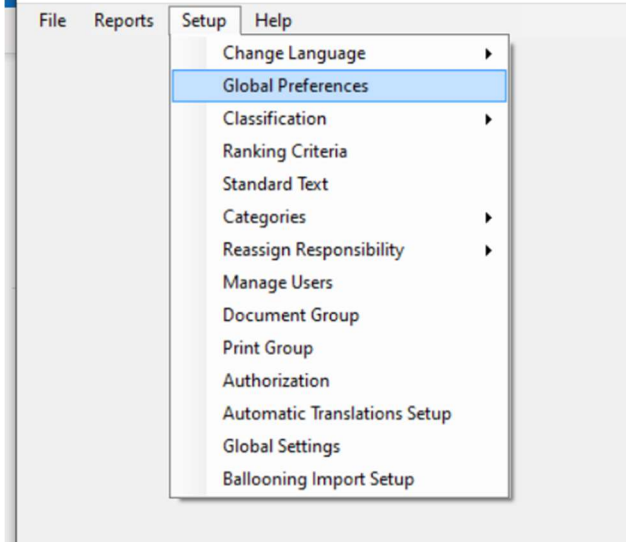 File Reports Setup Help
Change Language
Global Preferences
Classification
Ranking Criteria
Standard Text
Categories
Reassign Responsibility
Manage Users
Document Group
Print Group
Authorization
Automatic Translations Setup
Global Settings
Ballooning Import Setup